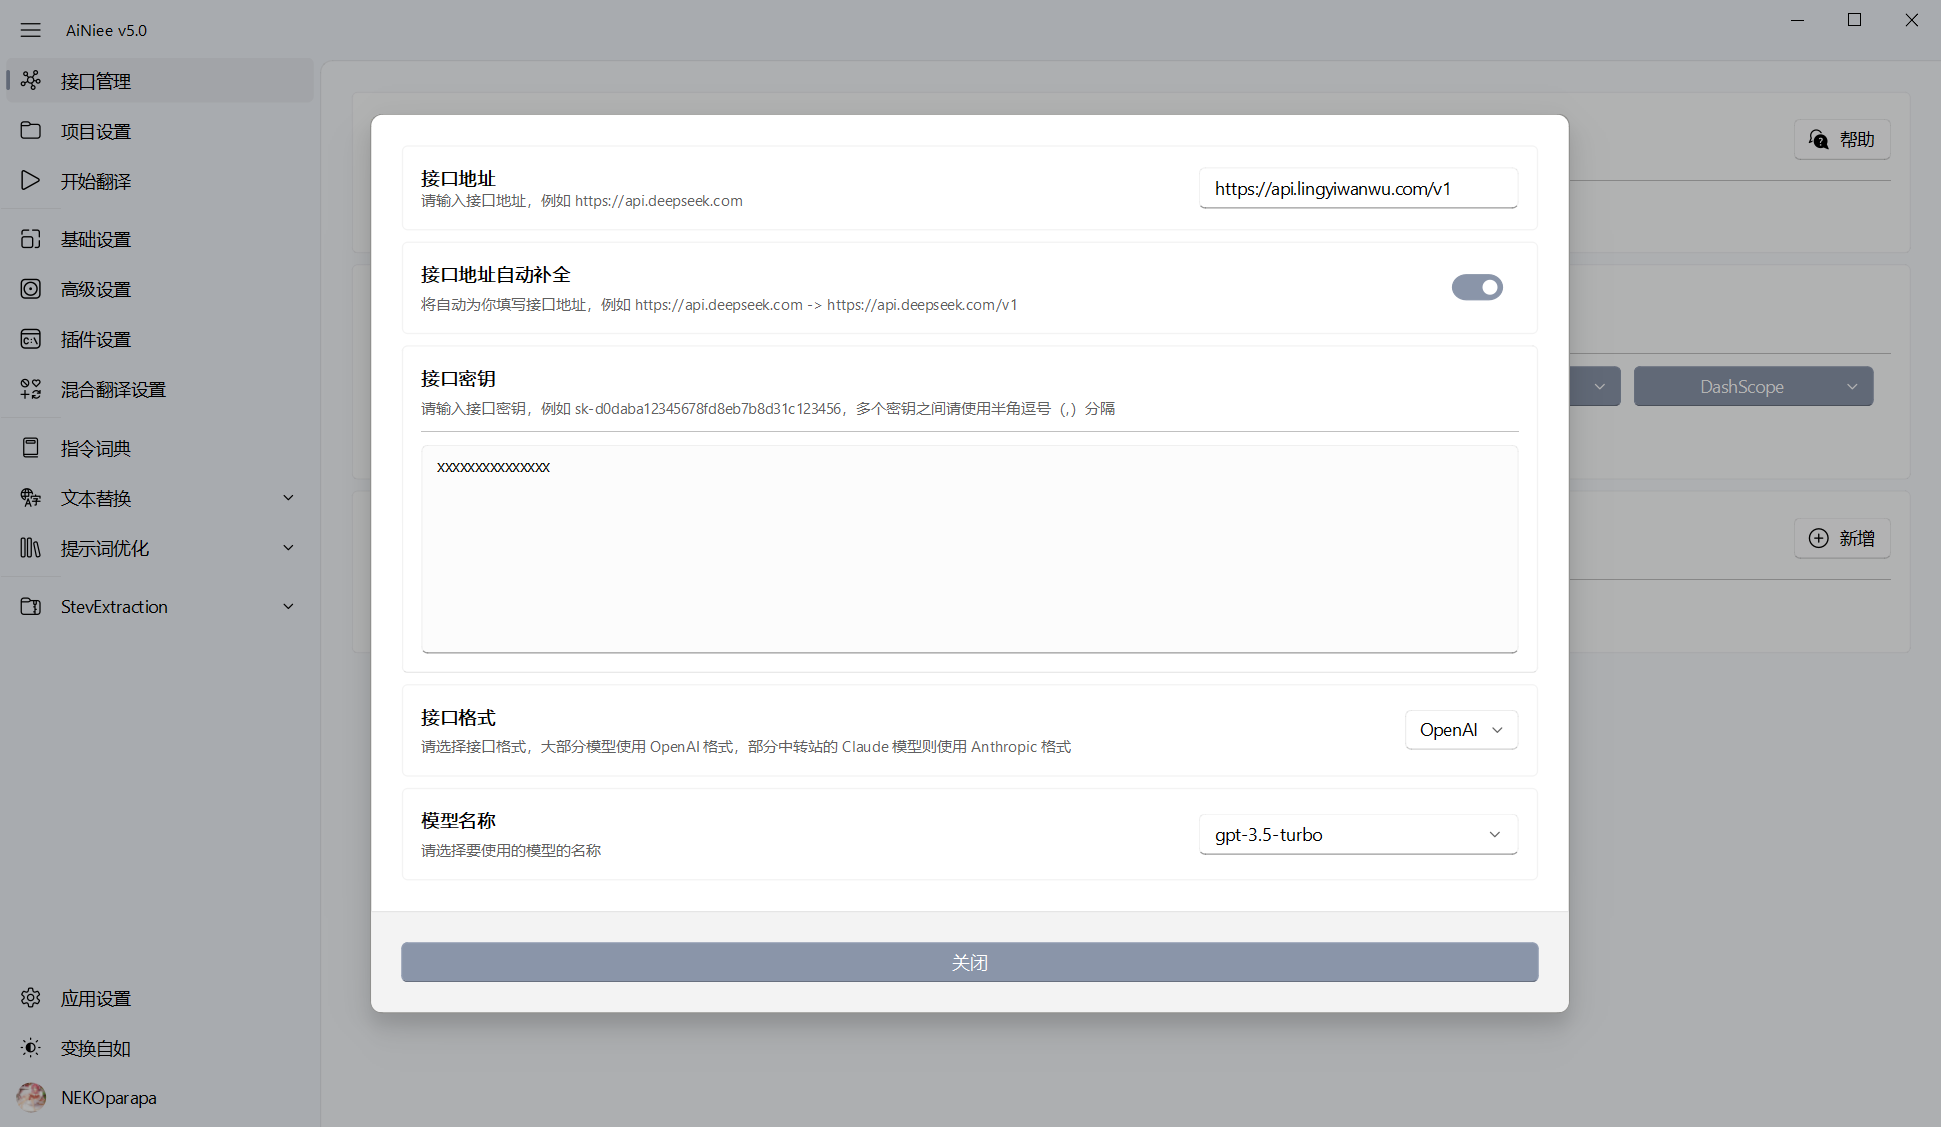 AiNiee v5.0
接口管理
项目设置
开始翻译
基础设置
高级设置
插件设置
混合翻译设置
指令词典
文本替换
提示词优化
StevExtraction
应用设置
变换自如
NEKOparapa
帮助
DashScope
新增
接口地址
请输入接口地址，例如 https://api.deepseek.com
https://api.lingyiwanwu.com/v1
接口地址自动补全
将自动为你填写接口地址，例如 https://api.deepseek.com -> https://api.deepseek.com/v1
接口密钥
请输入接口密钥，例如 sk-d0daba12345678fd8eb7b8d31c123456，多个密钥之间请使用半角逗号（,）分隔
xxxxxxxxxxxxxxx
接口格式
请选择接口格式，大部分模型使用 OpenAI 格式，部分中转站的 Claude 模型则使用 Anthropic 格式
OpenAI
模型名称
请选择要使用的模型的名称
gpt-3.5-turbo
关闭